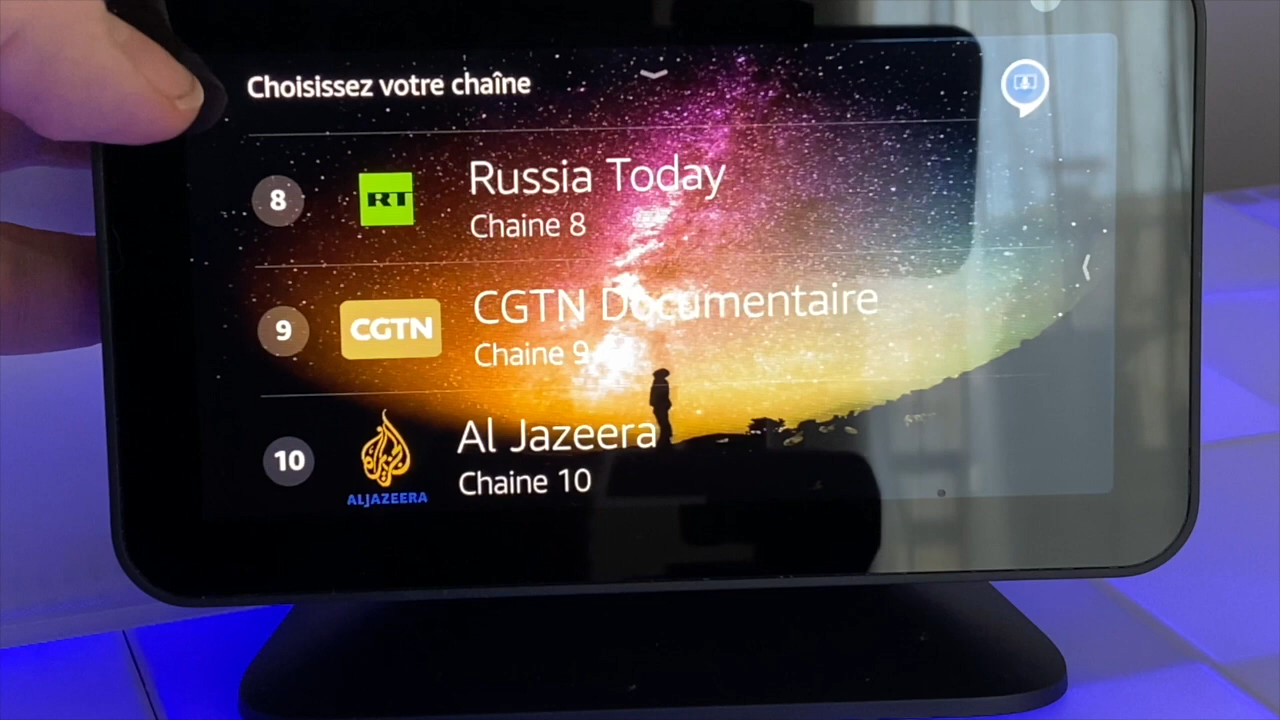 Choisissez votre chaîne
8
RT
Russia Today
Chaine 8
9
CGTN
CGTN Documentaire
Chaine 9
10
الجزيرة
ALJAZEERA
Al Jazeera
Chaine 10